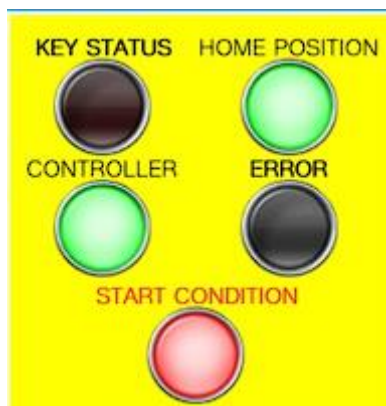 KEY STATUS
HOME POSITION
CONTROLLER
ERROR
START CONDITION